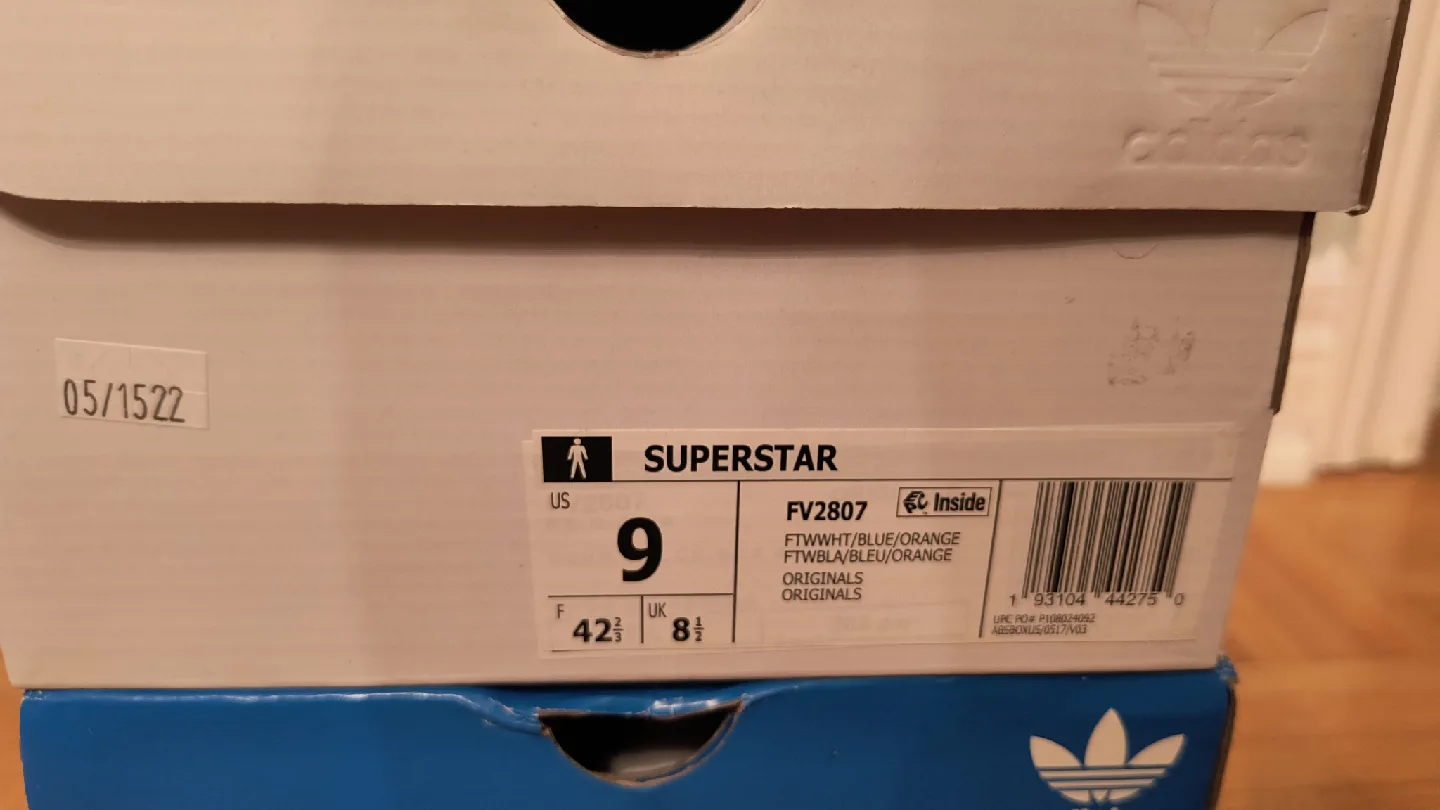 adidas
05/1522
SUPERSTAR
US
9
F
42 2/3
UK
8 1/2
FV2807
Inside
FTWWHT/BLUE/ORANGE
FTWBLA/BLEU/ORANGE
ORIGINALS
ORIGINALS
1 93104 44275 0
UPC PO# P108024092
ABSBOXUS/0517/V03